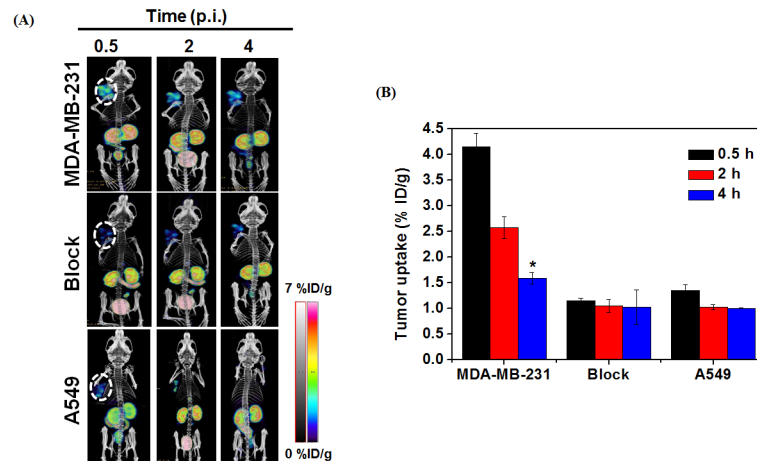 (A)
Time (p.i.)
0.5 2 4
MDA-MB-231
Block
A549
7 %ID/g
0 %ID/g
(B)
Tumor uptake (% ID/g)
4.5
4.0
3.5
3.0
2.5
2.0
1.5
1.0
0.5
0.0
0.5 h
2 h
4 h
*
MDA-MB-231 Block A549